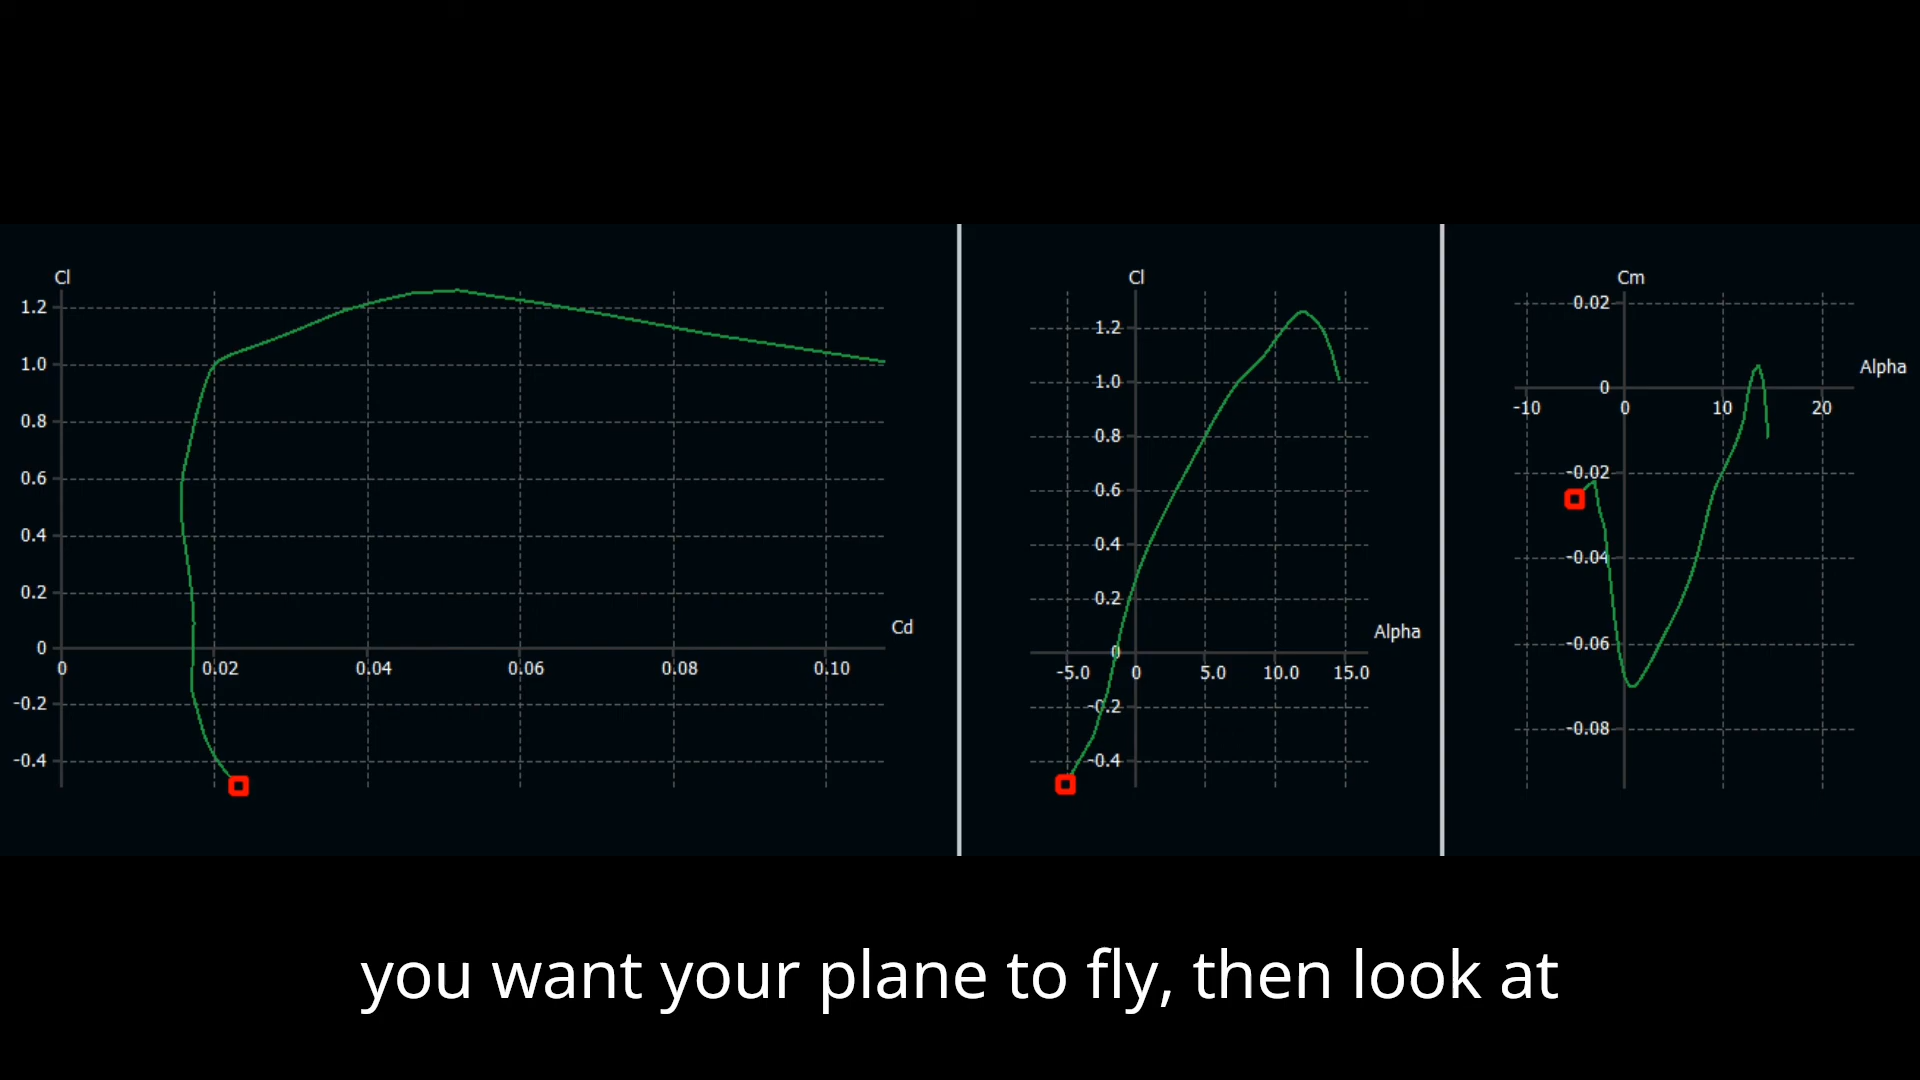 Cl
1.2
1.0
0.8
0.6
0.4
0.2
0
-0.2
-0.4
0 0.02 0.04 0.06 0.08 0.10
Cd
Cl
1.2
1.0
0.8
0.6
0.4
0.2
0
-0.2
-0.4
-5.0 0 5.0 10.0 15.0
Alpha
Cm
0.02
0
-0.02
-0.04
-0.06
-0.08
-10 0 10 20
Alpha
you want your plane to fly, then look at